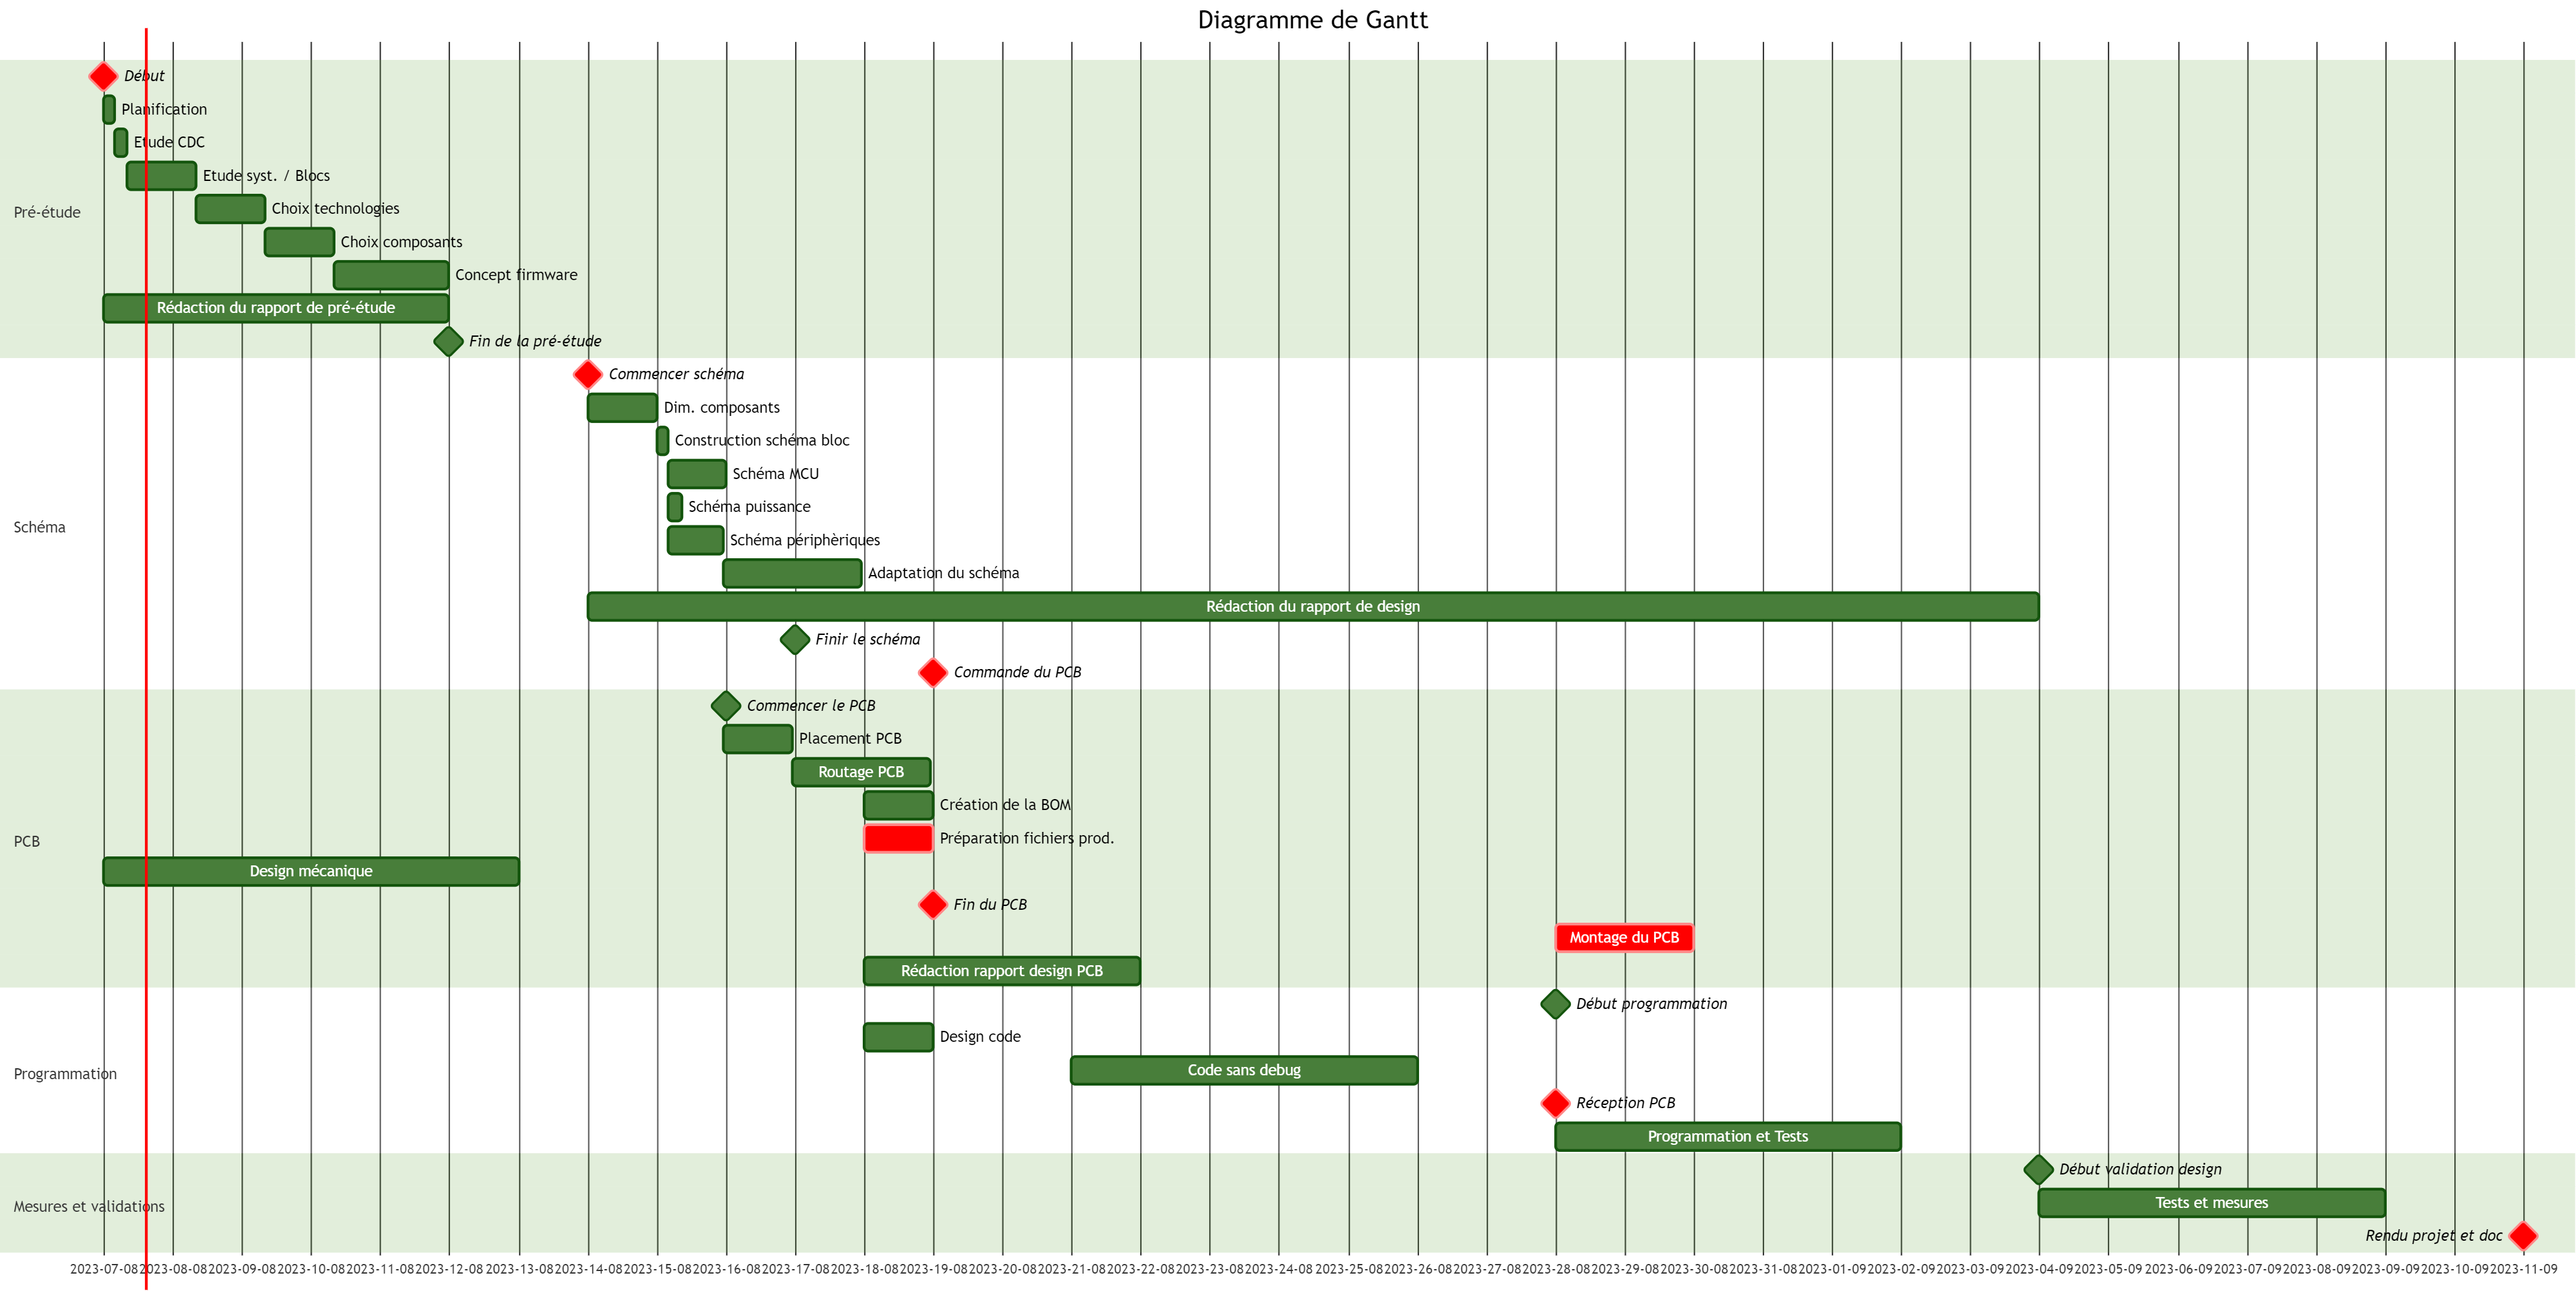 Diagramme de Gantt
Pré-étude
Début
Planification
Etude CDC
Etude syst. / Blocs
Choix technologies
Choix composants
Concept firmware
Rédaction du rapport de pré-étude
Fin de la pré-étude
Schéma
Commencer schéma
Dim. composants
Construction schéma bloc
Schéma MCU
Schéma puissance
Schéma périphèriques
Adaptation du schéma
Rédaction du rapport de design
Finir le schéma
Commande du PCB
PCB
Commencer le PCB
Placement PCB
Routage PCB
Création de la BOM
Préparation fichiers prod.
Design mécanique
Fin du PCB
Montage du PCB
Rédaction rapport design PCB
Programmation
Début programmation
Design code
Code sans debug
Réception PCB
Programmation et Tests
Mesures et validations
Début validation design
Tests et mesures
Rendu projet et doc
2023-07-08 2023-08-08 2023-09-08 2023-10-08 2023-11-08 2023-12-08 2023-13-08 2023-14-08 2023-15-08 2023-16-08 2023-17-08 2023-18-08 2023-19-08 2023-20-08 2023-21-08 2023-22-08 2023-23-08 2023-24-08 2023-25-08 2023-26-08 2023-27-08 2023-28-08 2023-29-08 2023-30-08 2023-31-08 2023-01-09 2023-02-09 2023-03-09 2023-04-09 2023-05-09 2023-06-09 2023-07-09 2023-08-09 2023-09-09 2023-10-09 2023-11-09